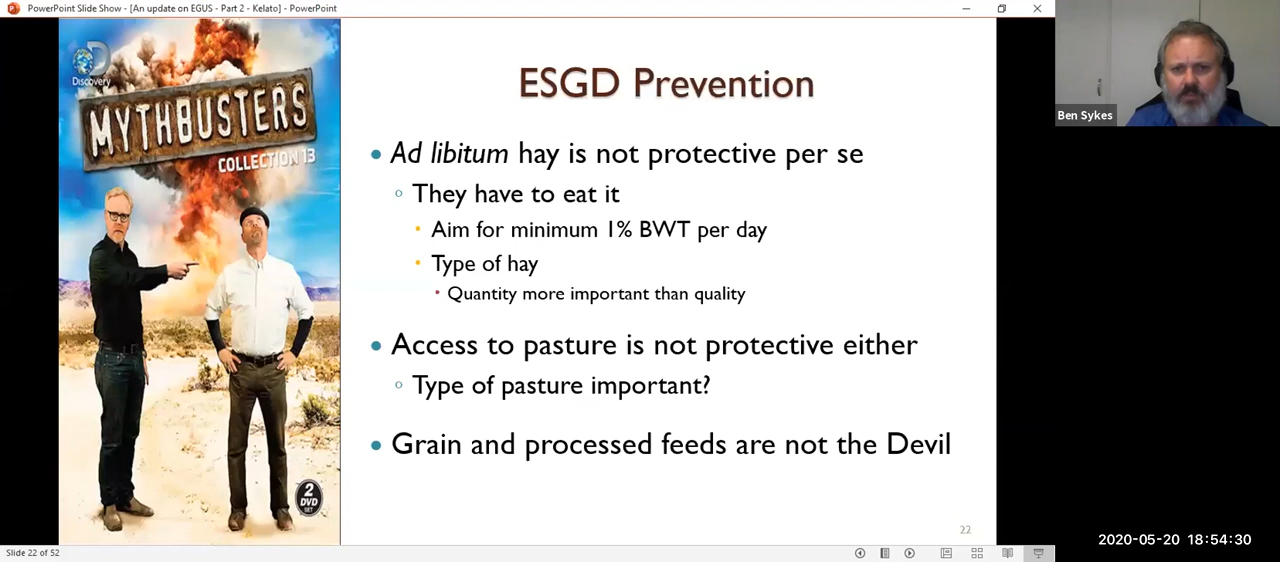 PowerPoint Slide Show - [An update on EGUS - Part 2 - Kelato] - PowerPoint
Discovery
MYTHBUSTERS
COLLECTION 13
2
DVD
SET
ESGD Prevention
• Ad libitum hay is not protective per se
◦ They have to eat it
• Aim for minimum 1% BWT per day
• Type of hay
• Quantity more important than quality
• Access to pasture is not protective either
◦ Type of pasture important?
• Grain and processed feeds are not the Devil
22
Slide 22 of 52
Ben Sykes
2020-05-20 18:54:30